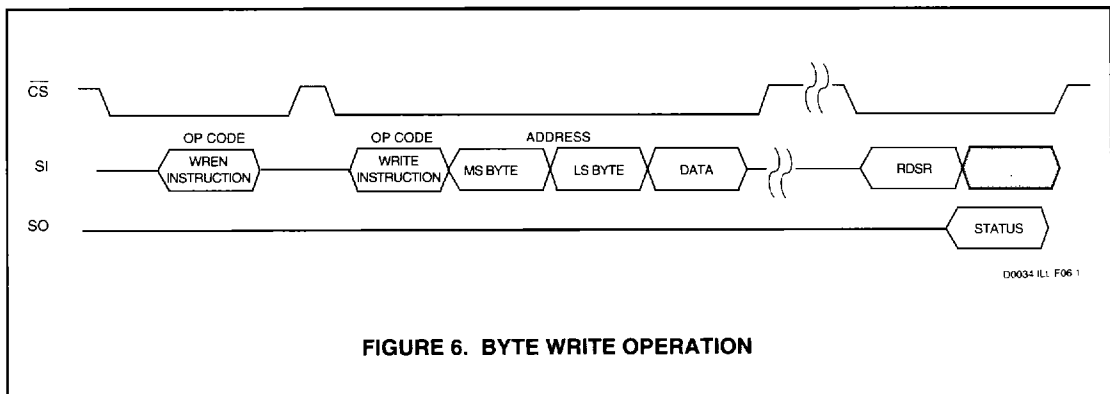 CS
OP CODE OP CODE ADDRESS
SI WREN INSTRUCTION WRITE INSTRUCTION MS BYTE LS BYTE DATA RDSR
SO STATUS
D0034 ILL F06 1
FIGURE 6. BYTE WRITE OPERATION